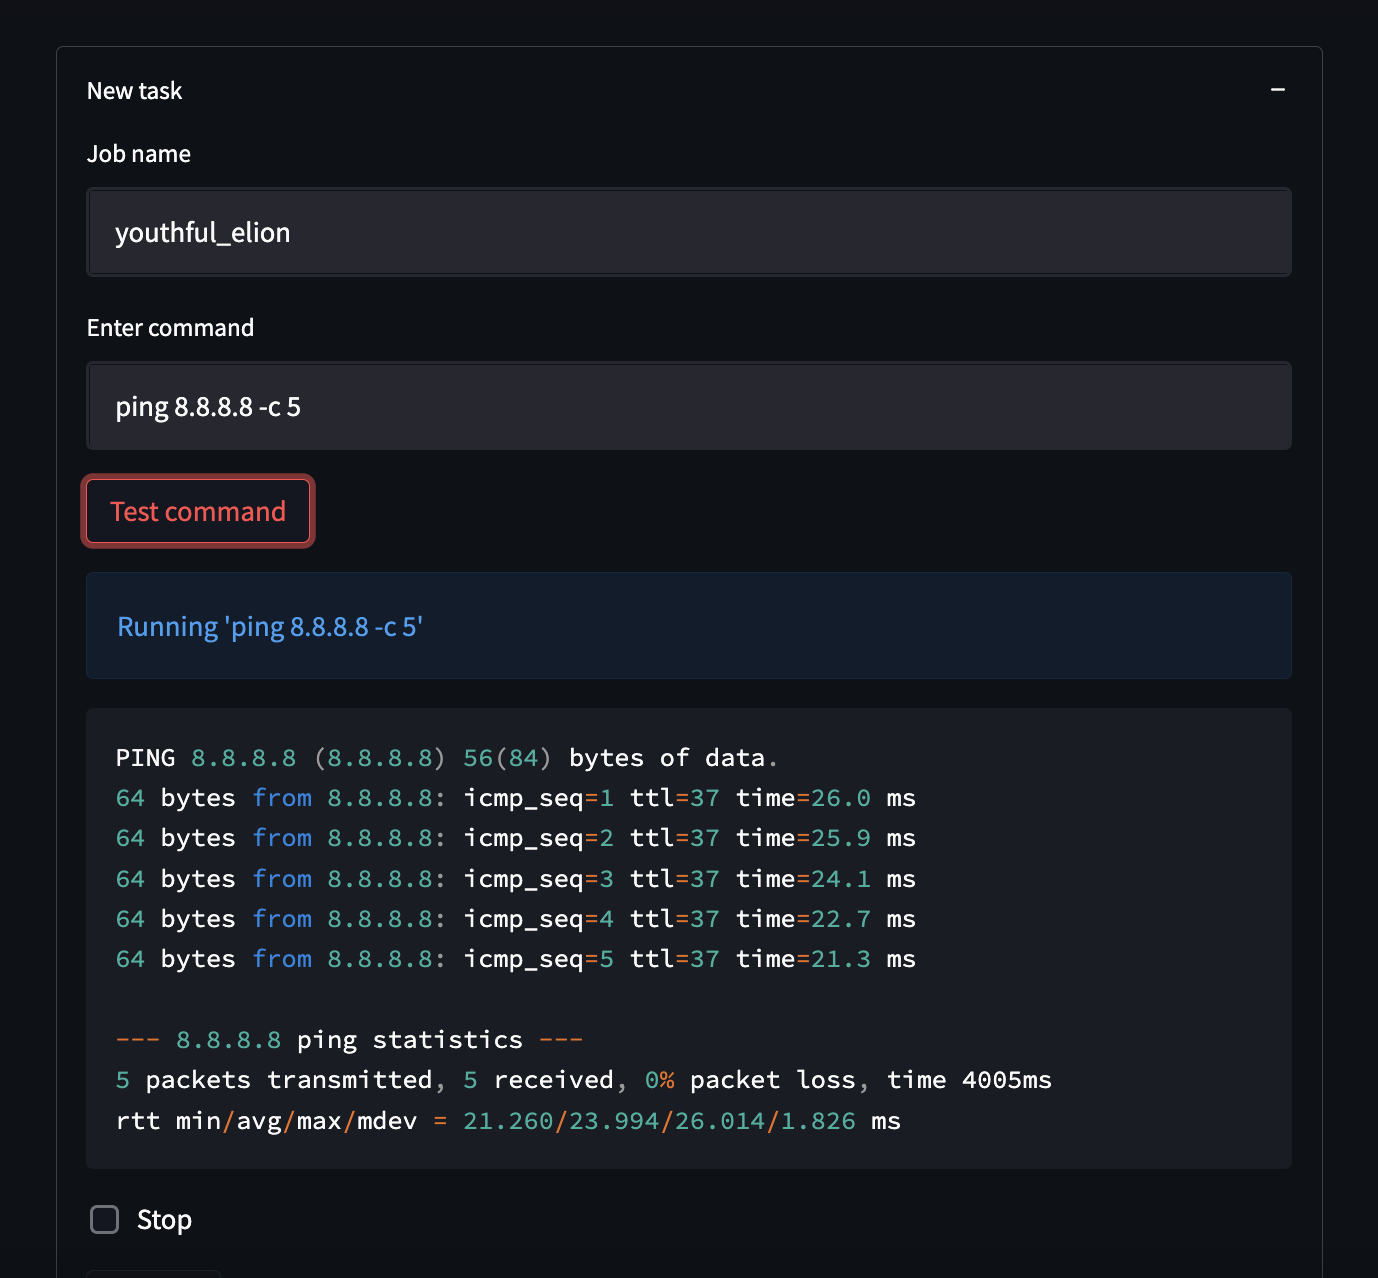 New task
Job name
youthful_elion
Enter command
ping 8.8.8.8 -c 5
Test command
Running 'ping 8.8.8.8 -c 5'
PING 8.8.8.8 (8.8.8.8) 56(84) bytes of data.
64 bytes from 8.8.8.8: icmp_seq=1 ttl=37 time=26.0 ms
64 bytes from 8.8.8.8: icmp_seq=2 ttl=37 time=25.9 ms
64 bytes from 8.8.8.8: icmp_seq=3 ttl=37 time=24.1 ms
64 bytes from 8.8.8.8: icmp_seq=4 ttl=37 time=22.7 ms
64 bytes from 8.8.8.8: icmp_seq=5 ttl=37 time=21.3 ms
--- 8.8.8.8 ping statistics ---
5 packets transmitted, 5 received, 0% packet loss, time 4005ms
rtt min/avg/max/mdev = 21.260/23.994/26.014/1.826 ms
Stop